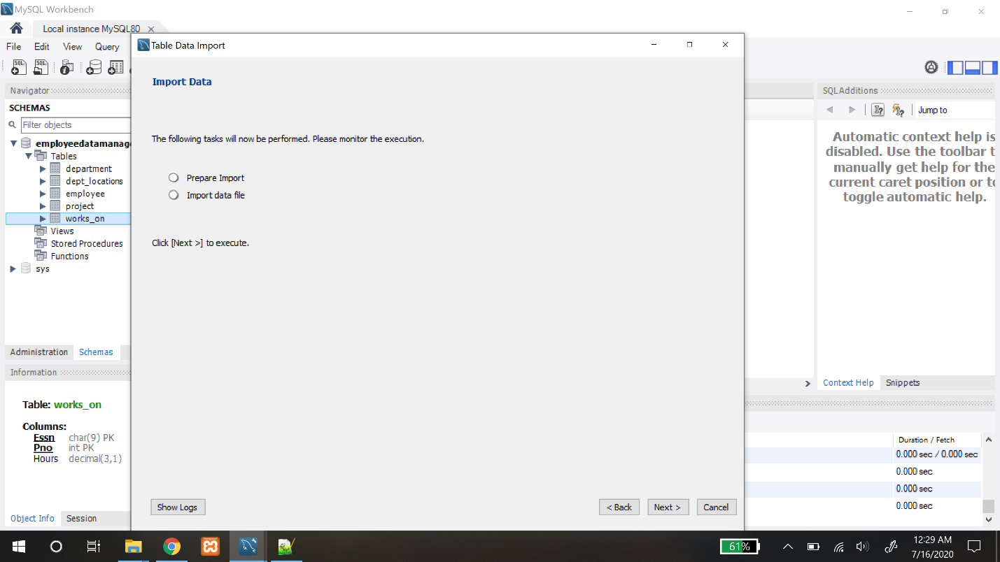 MySQL Workbench
Local instance MySQL80
File Edit View Query
Table Data Import
Navigator
SCHEMAS
Filter objects
employeedatamanag
Tables
department
dept_locations
employee
project
works_on
Views
Stored Procedures
Functions
sys
Administration Schemas
Information
Table: works_on
Columns:
Essn char(9) PK
Pno int PK
Hours decimal(3,1)
Object Info Session
Import Data
The following tasks will now be performed. Please monitor the execution.
Prepare Import
Import data file
Click [Next >] to execute.
Show Logs
< Back Next > Cancel
SQLAdditions
Jump to
Automatic context help is
disabled. Use the toolbar t
manually get help for the
current caret position or to
toggle automatic help.
Context Help Snippets
Duration / Fetch
0.000 sec / 0.000 sec
0.000 sec
0.000 sec
0.000 sec
61%
12:29 AM
7/16/2020